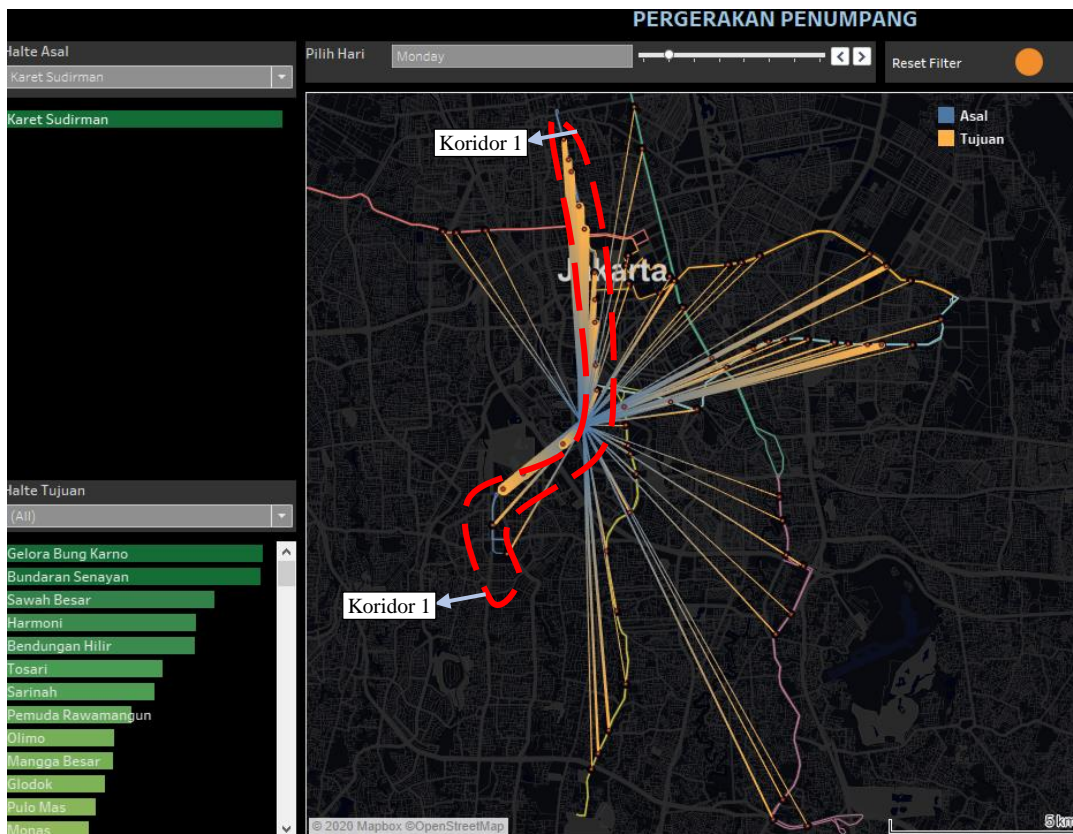 PERGERAKAN PENUMPANG
Halte Asal
Karet Sudirman
Pilih Hari
Monday
Reset Filter
Karet Sudirman
Asal
Tujuan
Koridor 1
Jakarta
Halte Tujuan
(All)
Gelora Bung Karno
Bundaran Senayan
Sawah Besar
Harmoni
Bendungan Hilir
Tosari
Sarinah
Pemuda Rawamangun
Olimo
Mangga Besar
Glodok
Pulo Mas
Monas
Koridor 1
© 2020 Mapbox ©OpenStreetMap
5 km